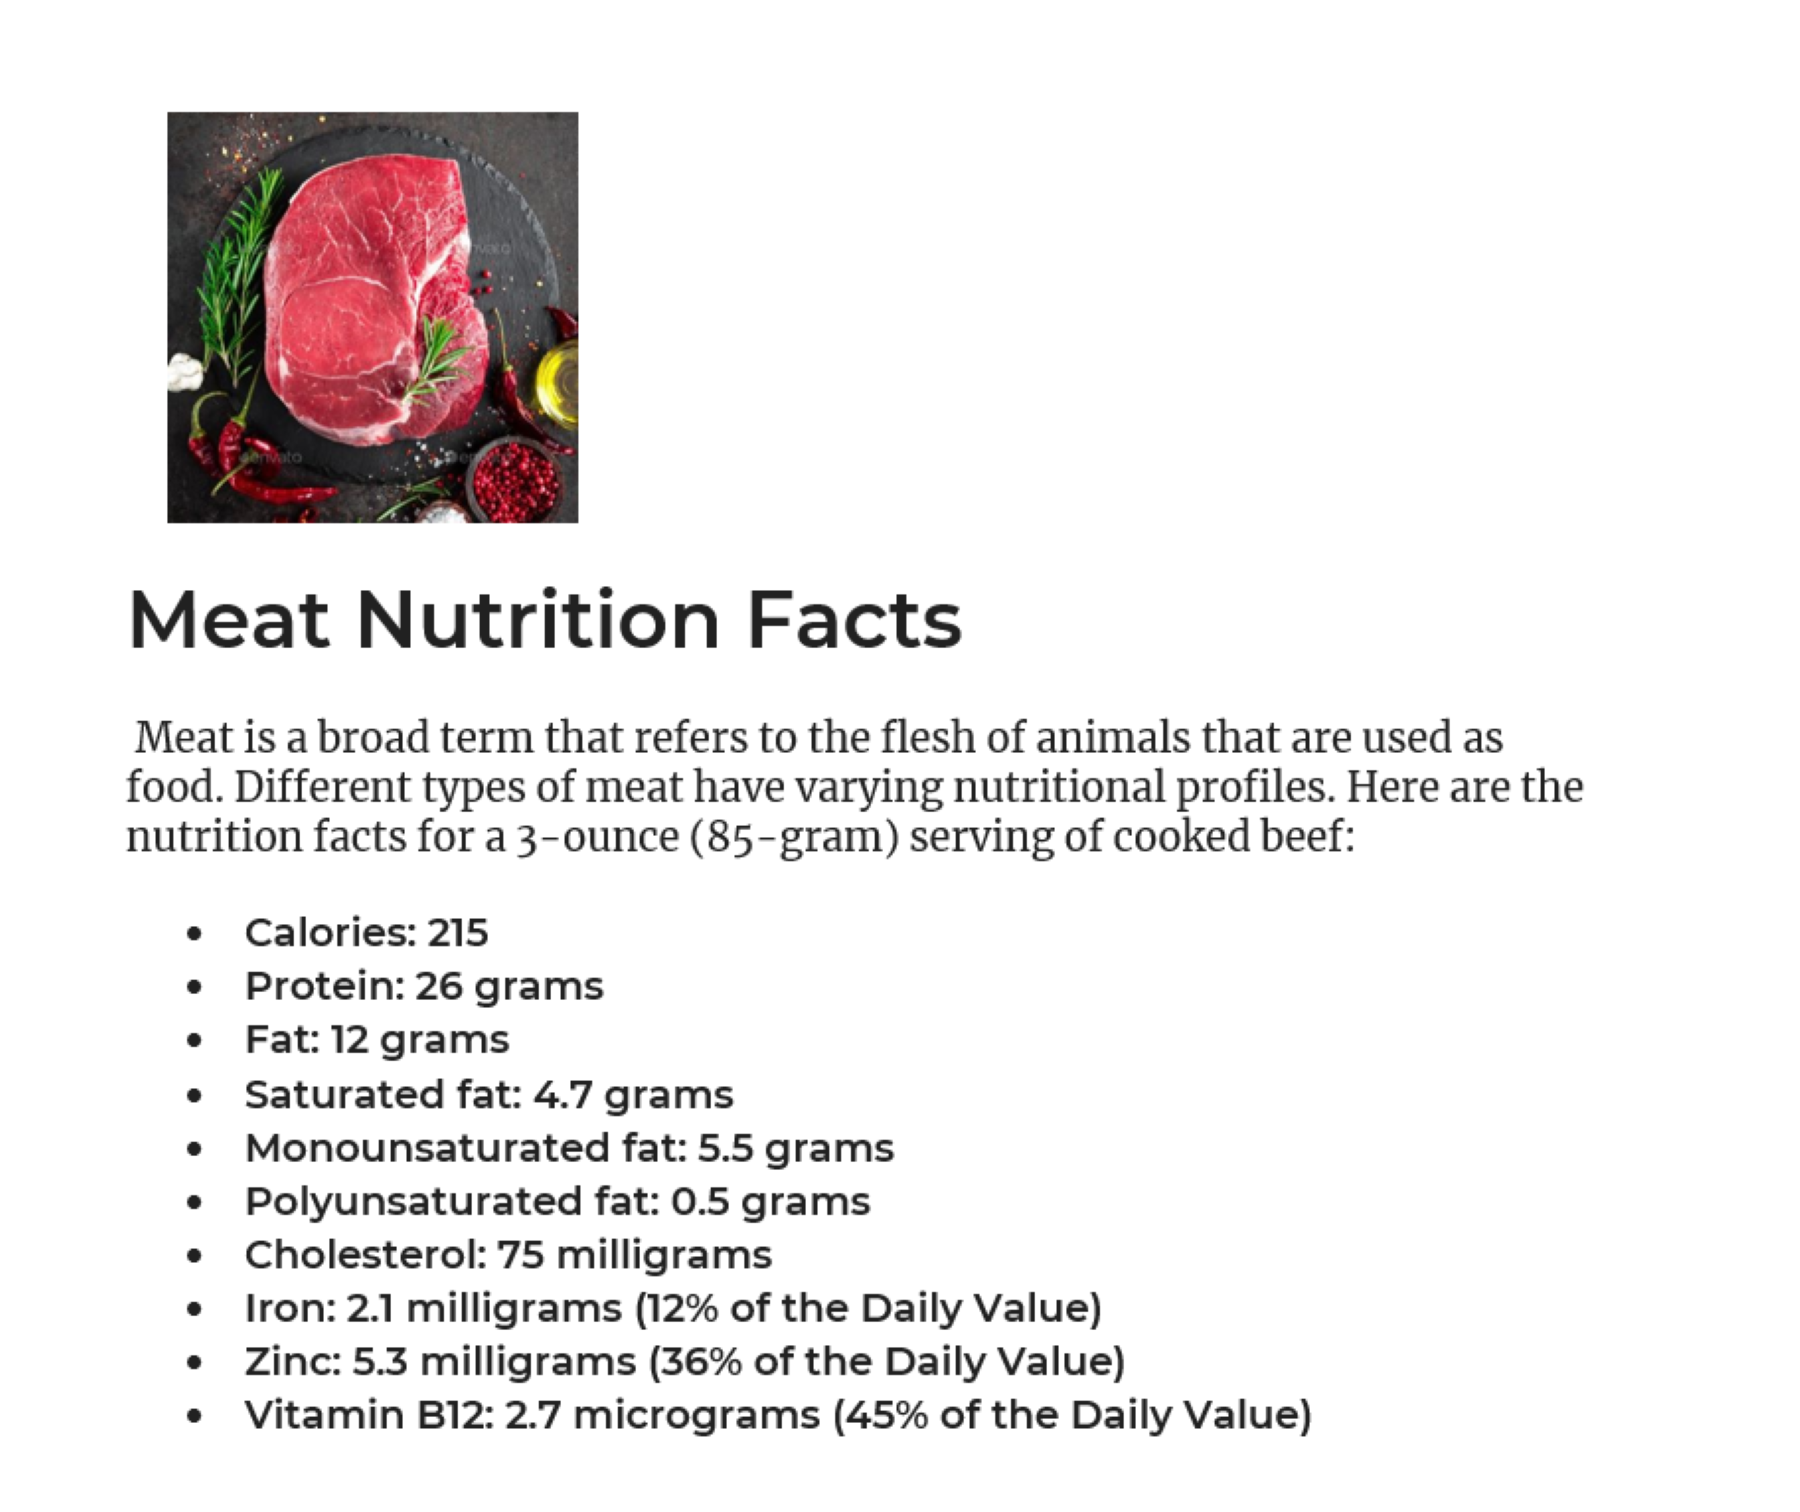 envato
envato
envato
envato
Meat Nutrition Facts
Meat is a broad term that refers to the flesh of animals that are used as
food. Different types of meat have varying nutritional profiles. Here are the
nutrition facts for a 3-ounce (85-gram) serving of cooked beef:
• Calories: 215
• Protein: 26 grams
• Fat: 12 grams
• Saturated fat: 4.7 grams
• Monounsaturated fat: 5.5 grams
• Polyunsaturated fat: 0.5 grams
• Cholesterol: 75 milligrams
• Iron: 2.1 milligrams (12% of the Daily Value)
• Zinc: 5.3 milligrams (36% of the Daily Value)
• Vitamin B12: 2.7 micrograms (45% of the Daily Value)